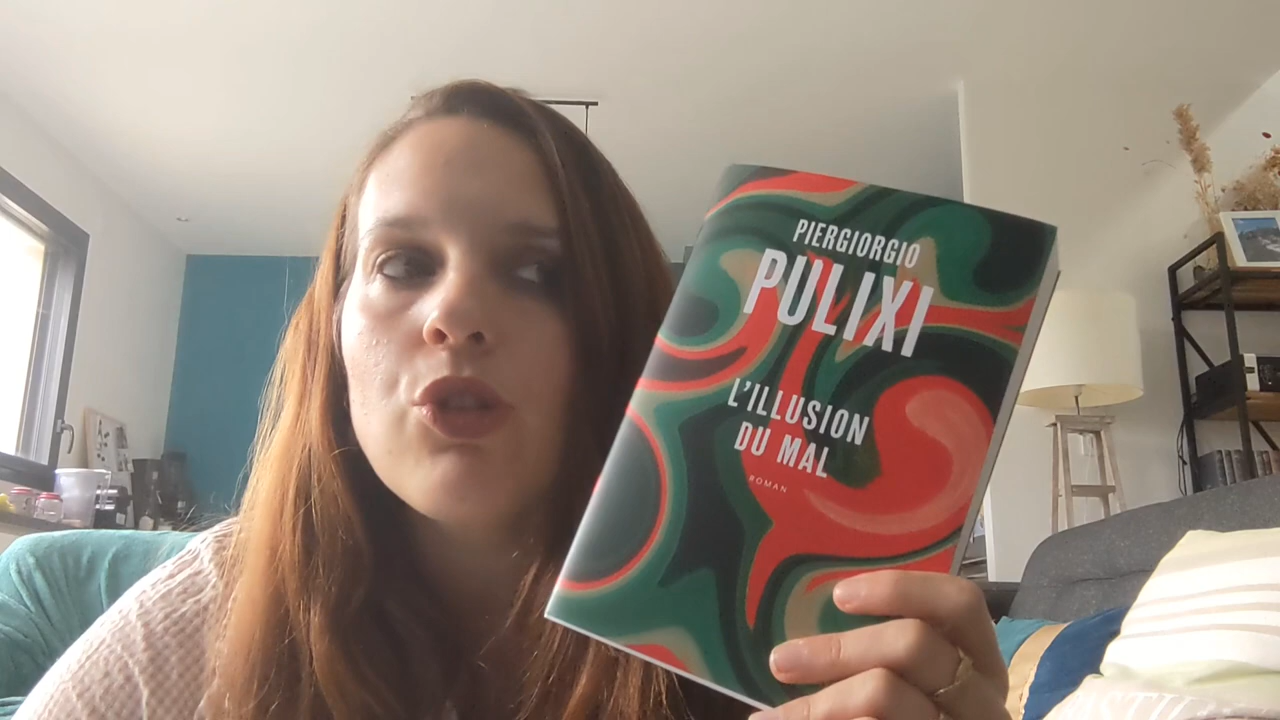 PIERGIORGIO
PULIXI
L'ILLUSION
DU MAL
ROMAN